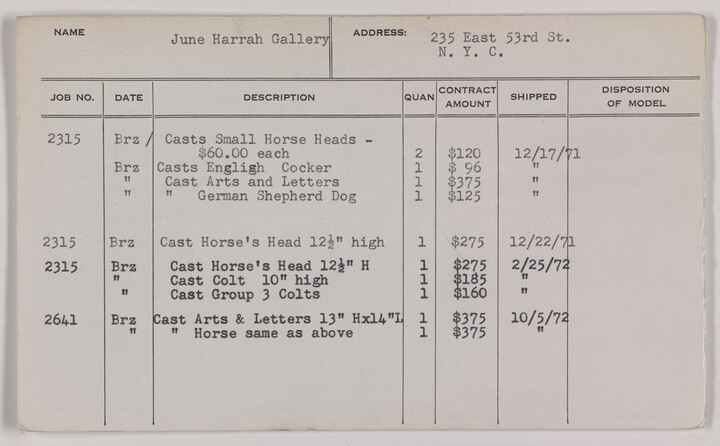 NAME June Harrah Gallery ADDRESS: 235 East 53rd St.
N. Y. C.
JOB NO. DATE DESCRIPTION QUAN CONTRACT AMOUNT SHIPPED DISPOSITION OF MODEL
2315 Brz / Casts Small Horse Heads -
$60.00 each 2 $120 12/17/71
Brz Casts Engligh Cocker 1 $ 96 "
" Cast Arts and Letters 1 $375 "
" " German Shepherd Dog 1 $125 "
2315 Brz Cast Horse's Head 12½" high 1 $275 12/22/71
2315 Brz Cast Horse's Head 12½" H 1 $275 2/25/72
" Cast Colt 10" high 1 $185 "
" Cast Group 3 Colts 1 $160 "
2641 Brz Cast Arts & Letters 13" Hx14"L 1 $375 10/5/72
" " Horse same as above 1 $375 "